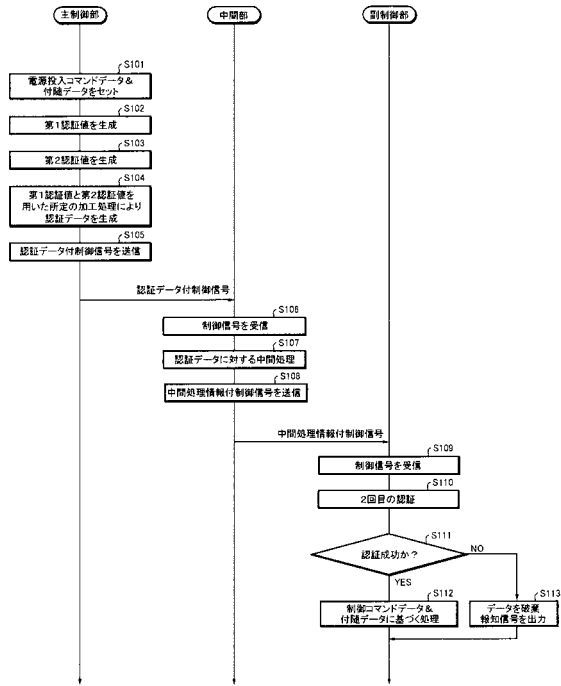 主制御部
中間部
副制御部
S101
電源投入コマンドデータ&
付随データをセット
S102
第1認証値を生成
S103
第2認証値を生成
S104
第1認証値と第2認証値を
用いた所定の加工処理により
認証データを生成
S105
認証データ付制御信号を送信
認証データ付制御信号
S106
制御信号を受信
S107
認証データに対する中間処理
S108
中間処理情報付制御信号を送信
中間処理情報付制御信号
S109
制御信号を受信
S110
2回目の認証
S111
認証成功か？
NO
YES
S112
制御コマンドデータ&
付随データに基づく処理
S113
データを破棄
報知信号を出力